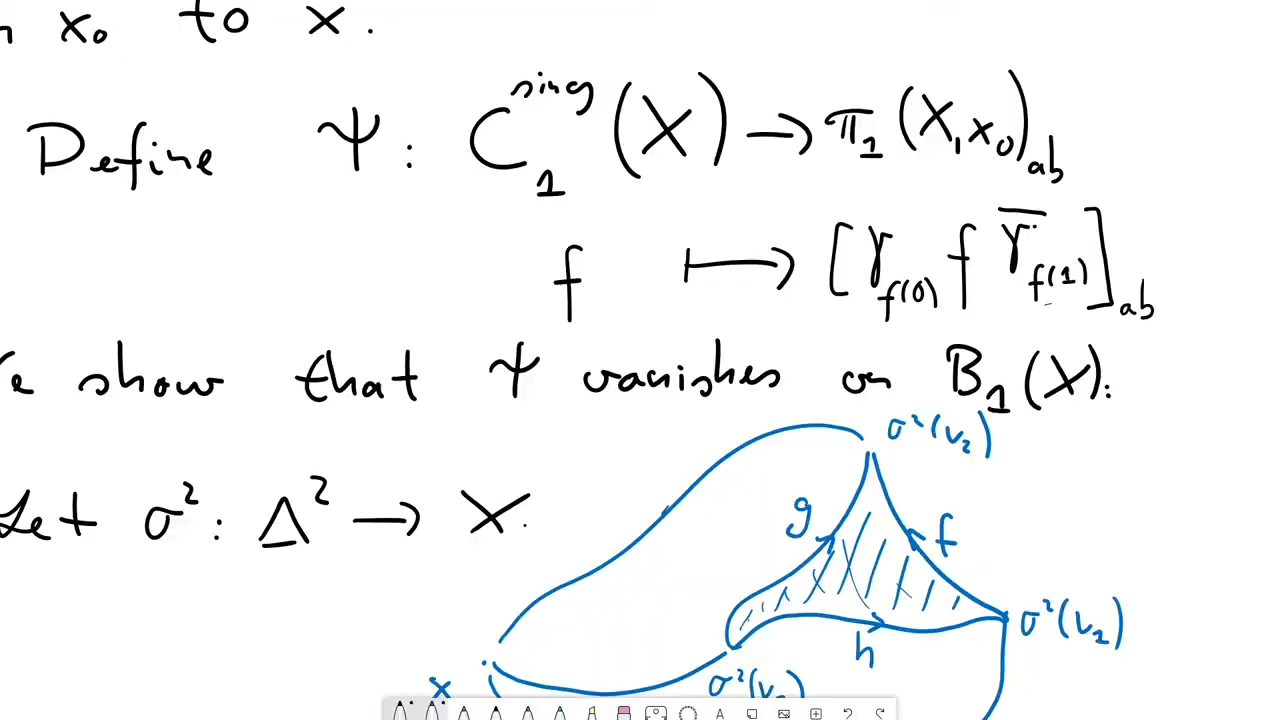 x₀ to x.
Define Ψ: C₁^sing (X) → π₁(X, x₀)_ab
f ↦ [γ_f(0) f γ̅_f(1)]_ab
show that Ψ vanishes on B₁(X):
σ²(v₂)
Let σ²: Δ² → X.
g f
σ²(v₁)
h
σ²(v₀)
x